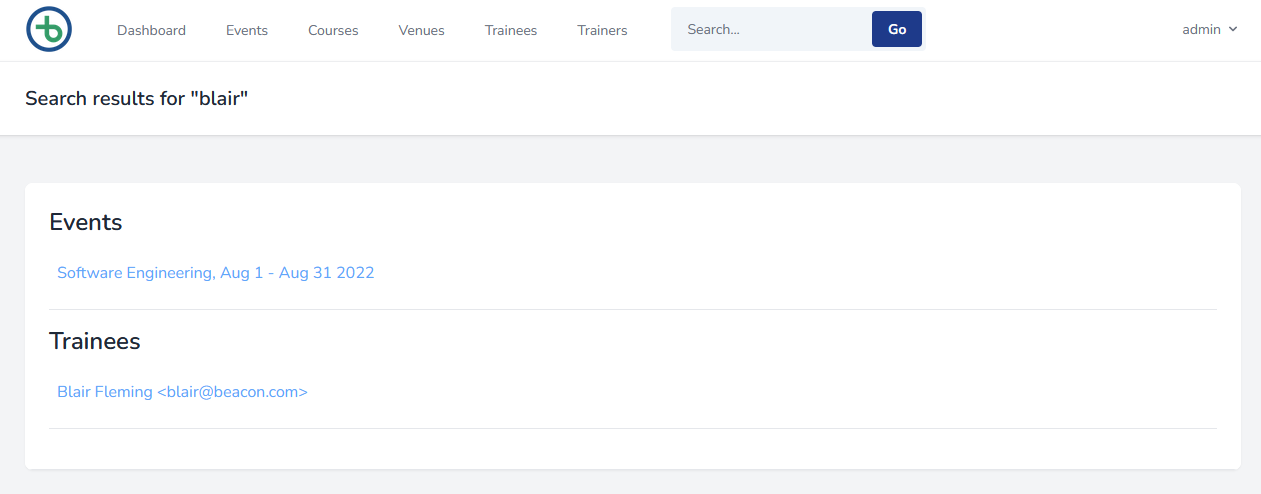 Dashboard Events Courses Venues Trainees Trainers Search... Go admin
Search results for "blair"
Events
Software Engineering, Aug 1 - Aug 31 2022
Trainees
Blair Fleming <blair@beacon.com>